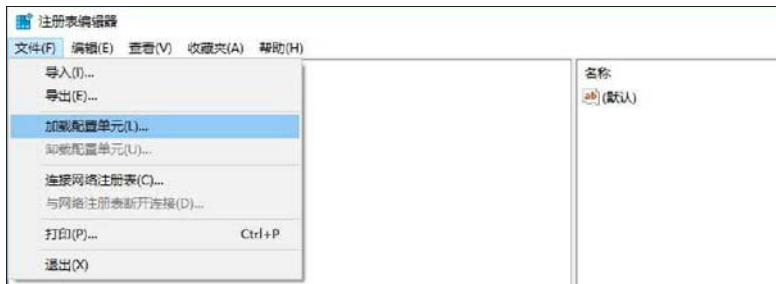 注册表编辑器
文件(F) 编辑(E) 查看(V) 收藏夹(A) 帮助(H)
导入(I)...
导出(E)...
加载配置单元(L)...
卸载配置单元(U)...
连接网络注册表(C)...
与网络注册表断开连接(D)...
打印(P)... Ctrl+P
退出(X)
名称
ab (默认)